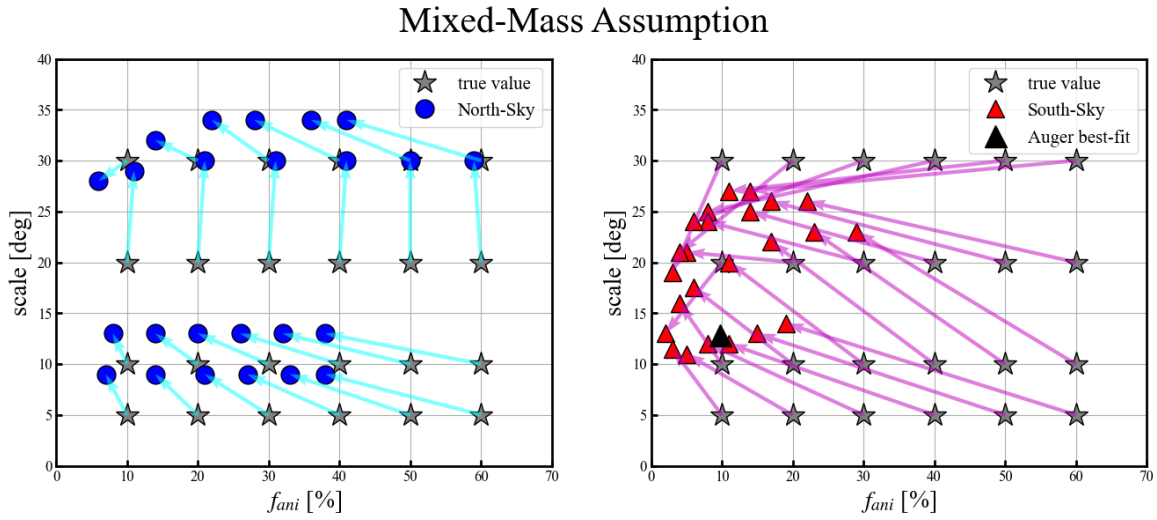 Mixed-Mass Assumption
40
35
30
25
20
15
10
5
0
scale [deg]
0 10 20 30 40 50 60 70
f_ani [%]
true value
North-Sky
40
35
30
25
20
15
10
5
0
scale [deg]
0 10 20 30 40 50 60 70
f_ani [%]
true value
South-Sky
Auger best-fit